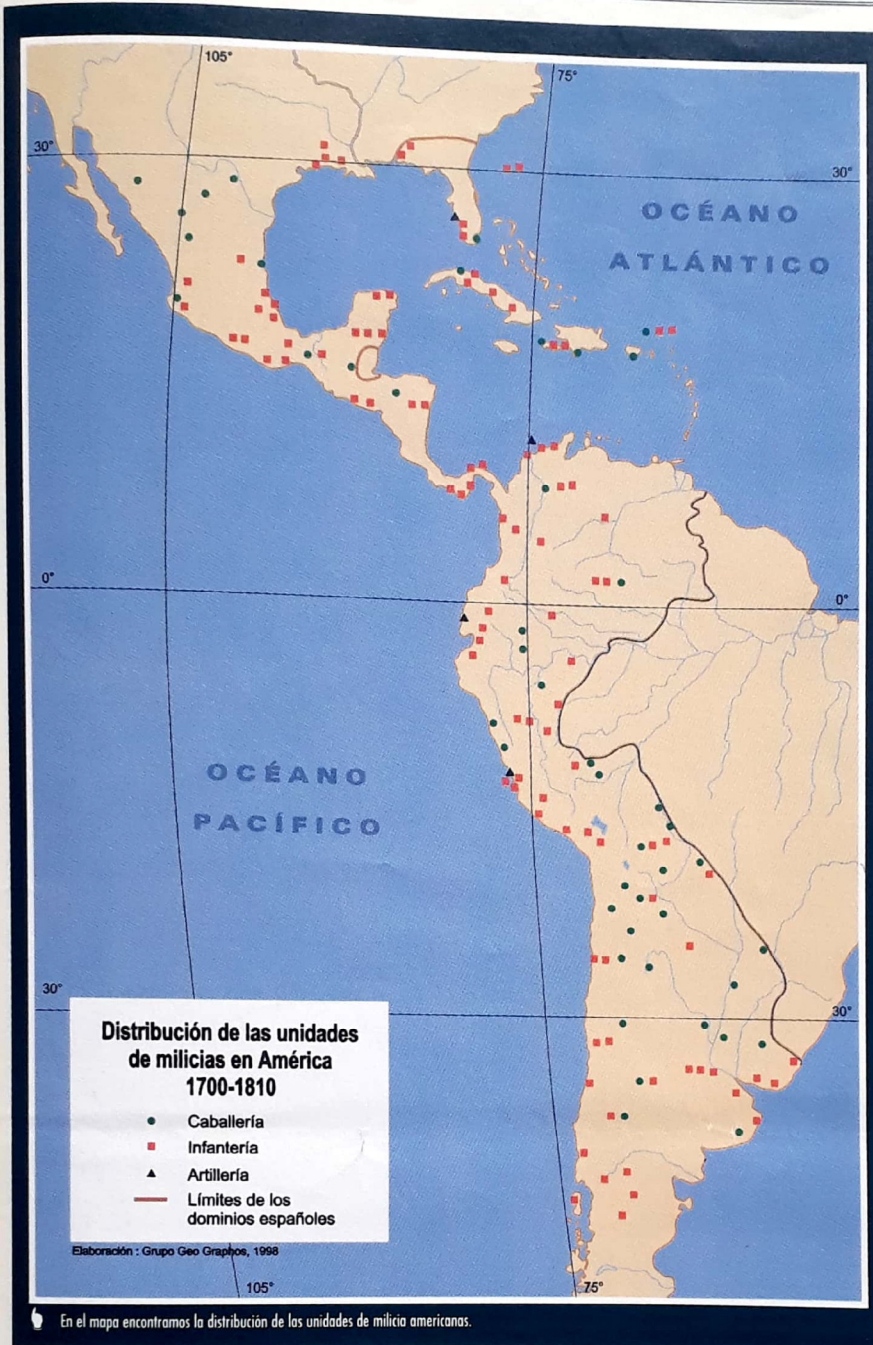 105°
75°
30°
30°
OCÉANO
ATLÁNTICO
0°
0°
OCÉANO
PACÍFICO
30°
30°
Distribución de las unidades
de milicias en América
1700-1810
Caballería
Infantería
Artillería
Límites de los
dominios españoles
Elaboración : Grupo Geo Graphos, 1998
105°
75°
En el mapa encontramos la distribución de las unidades de milicia americanas.